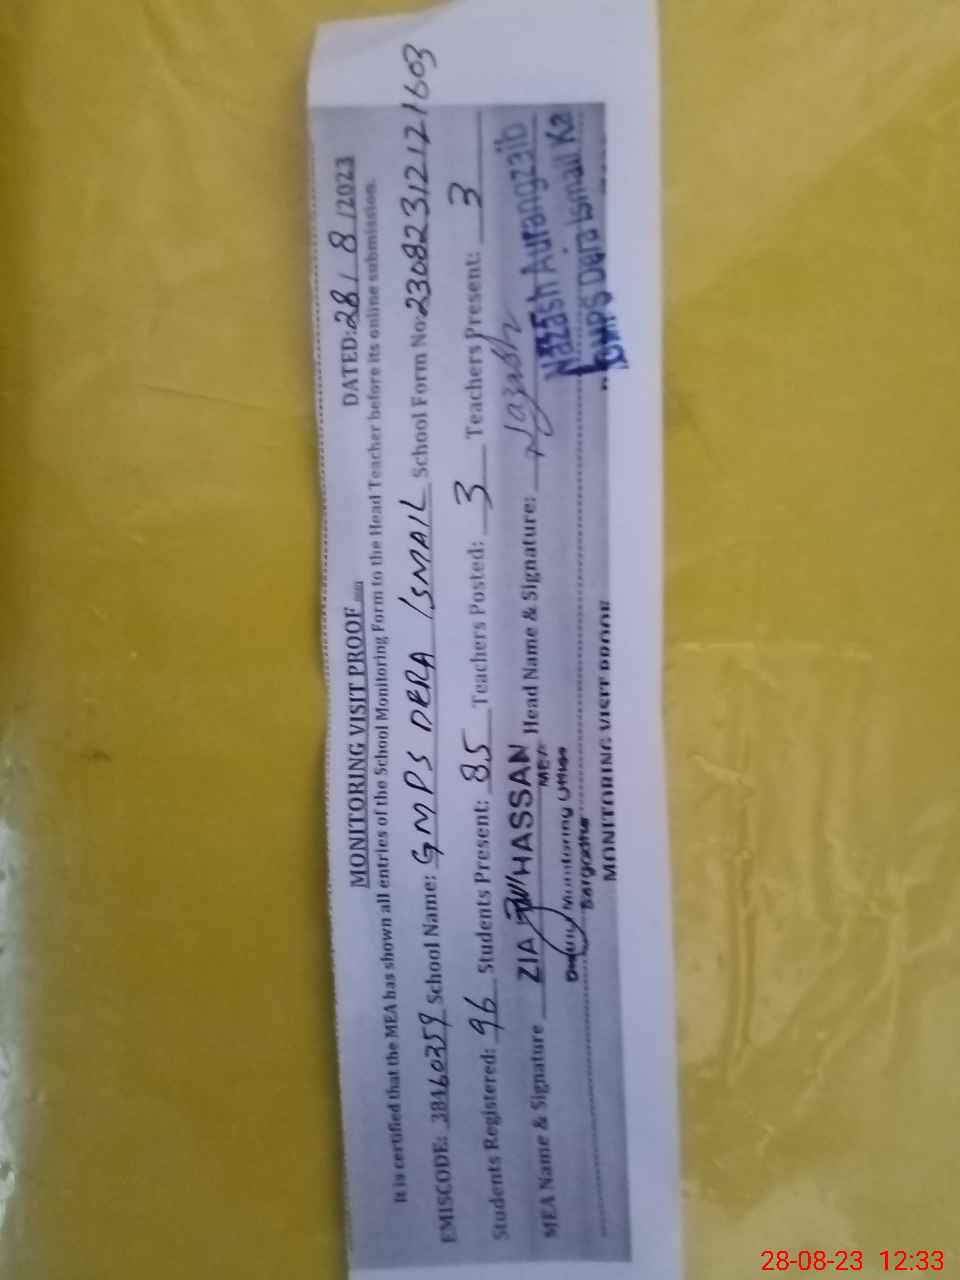 MONITORING VISIT PROOF
DATED: 28 / 8 /2023
It is certified that the MEA has shown all entries of the School Monitoring Form to the Head Teacher before its online submission.
EMISCODE: 38460359 School Name: GMPS DERA ISMAIL School Form No: 230823121121603
Students Registered: 96 Students Present: 85 Teachers Posted: 3 Teachers Present: 3
MEA Name & Signature ZIA HASSAN Head Name & Signature: Nazish
MEA
Monitoring Officer
Sargodha
Nazish Aurangzaib
GMPS Dera Ismail Ka
MONITORING VISIT PROOF
28-08-23 12:33